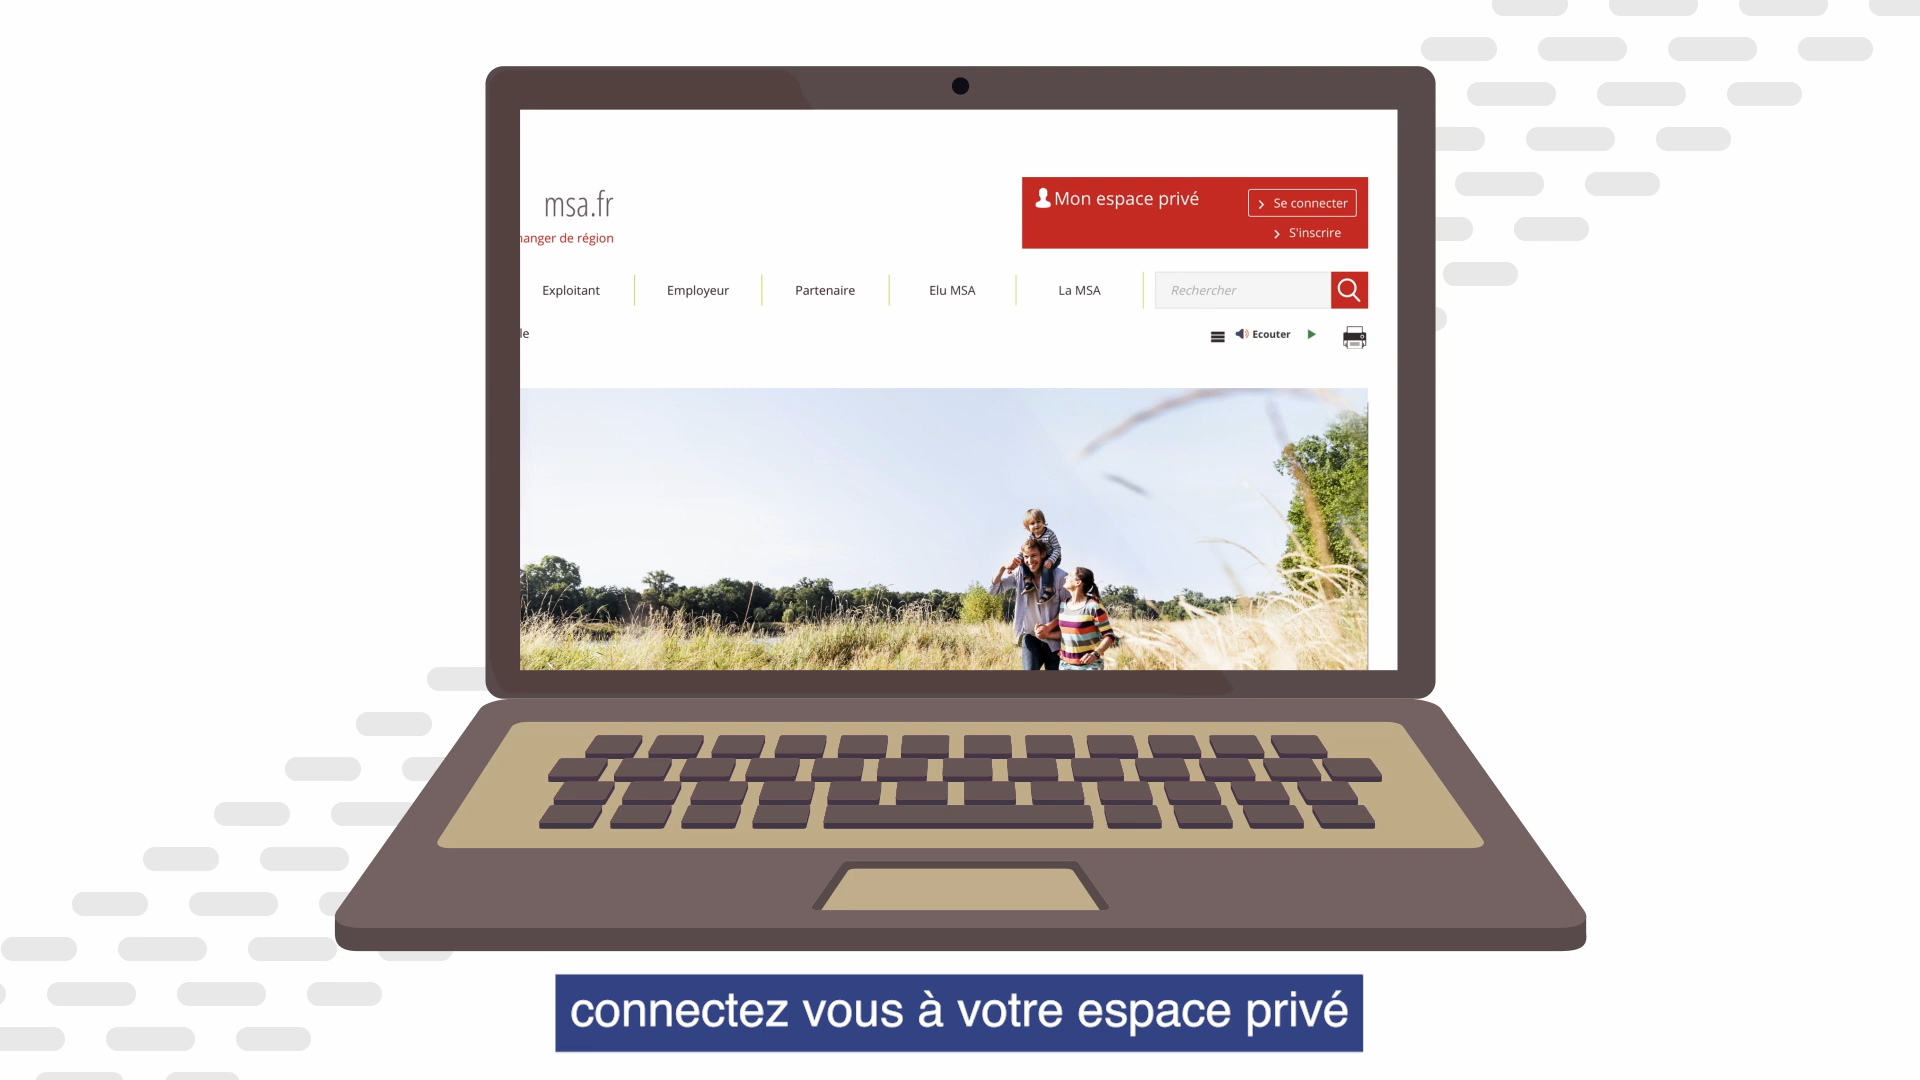 msa.fr
hanger de région
Mon espace privé
Se connecter
S'inscrire
Exploitant
Employeur
Partenaire
Elu MSA
La MSA
Rechercher
le
Ecouter
connectez vous à votre espace privé